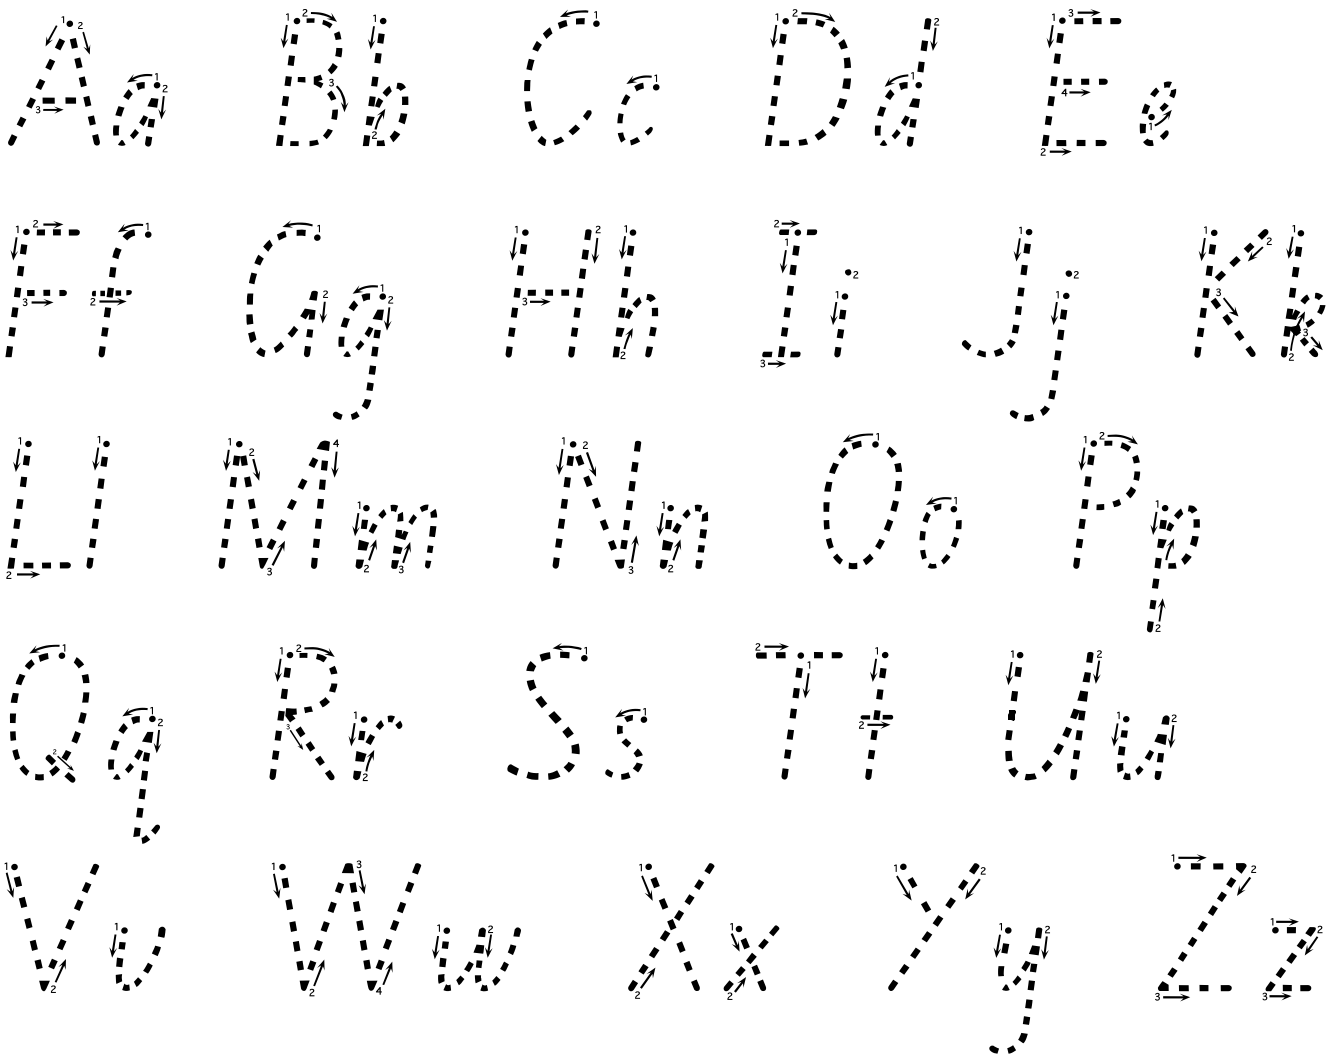 Aa Bb Cc Dd Ee
Ff Gg Hh Ii Jj Kk
Ll Mm Nn Oo Pp
Qq Rr Ss Tt Uu
Vv Ww Xx Yy Zz